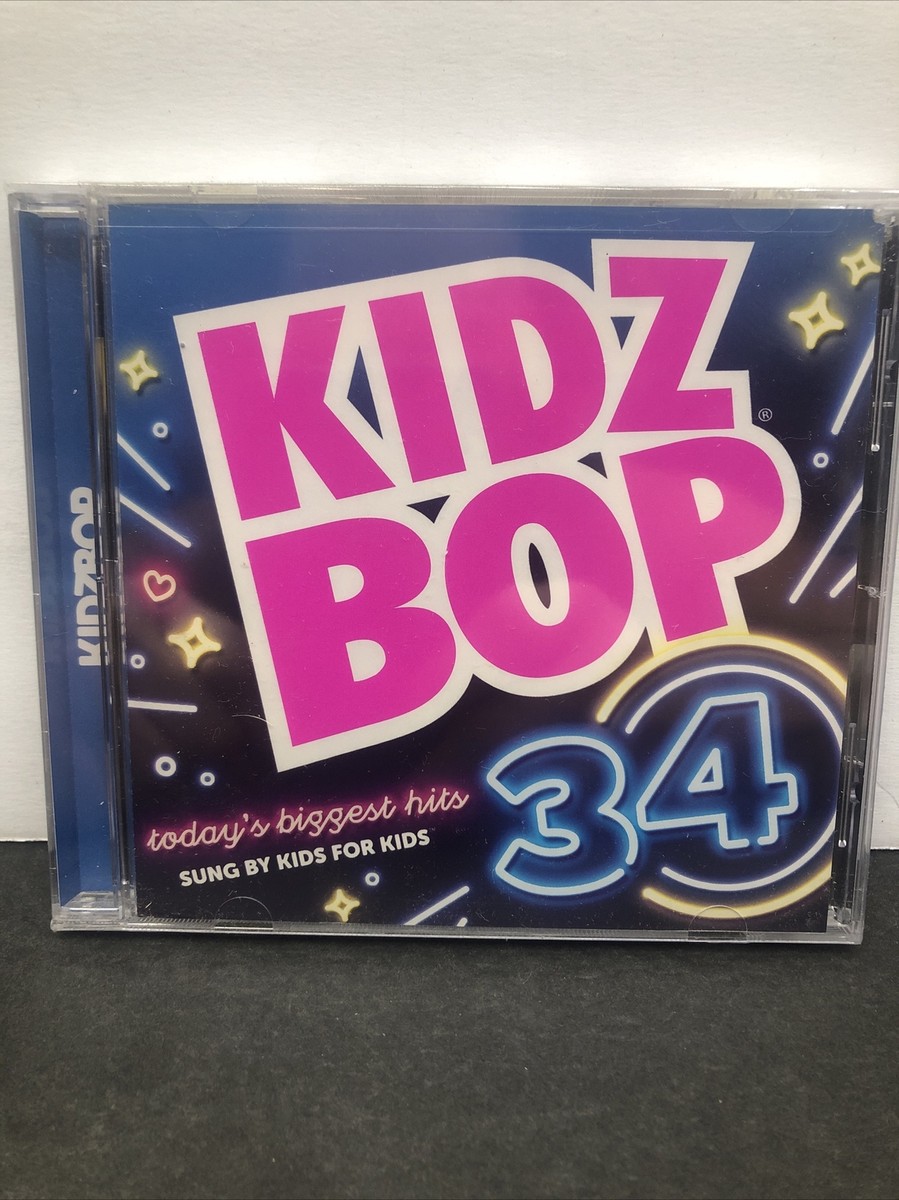 KIDZ
BOP®
34
today's biggest hits
SUNG BY KIDS FOR KIDS
KIDZBOP